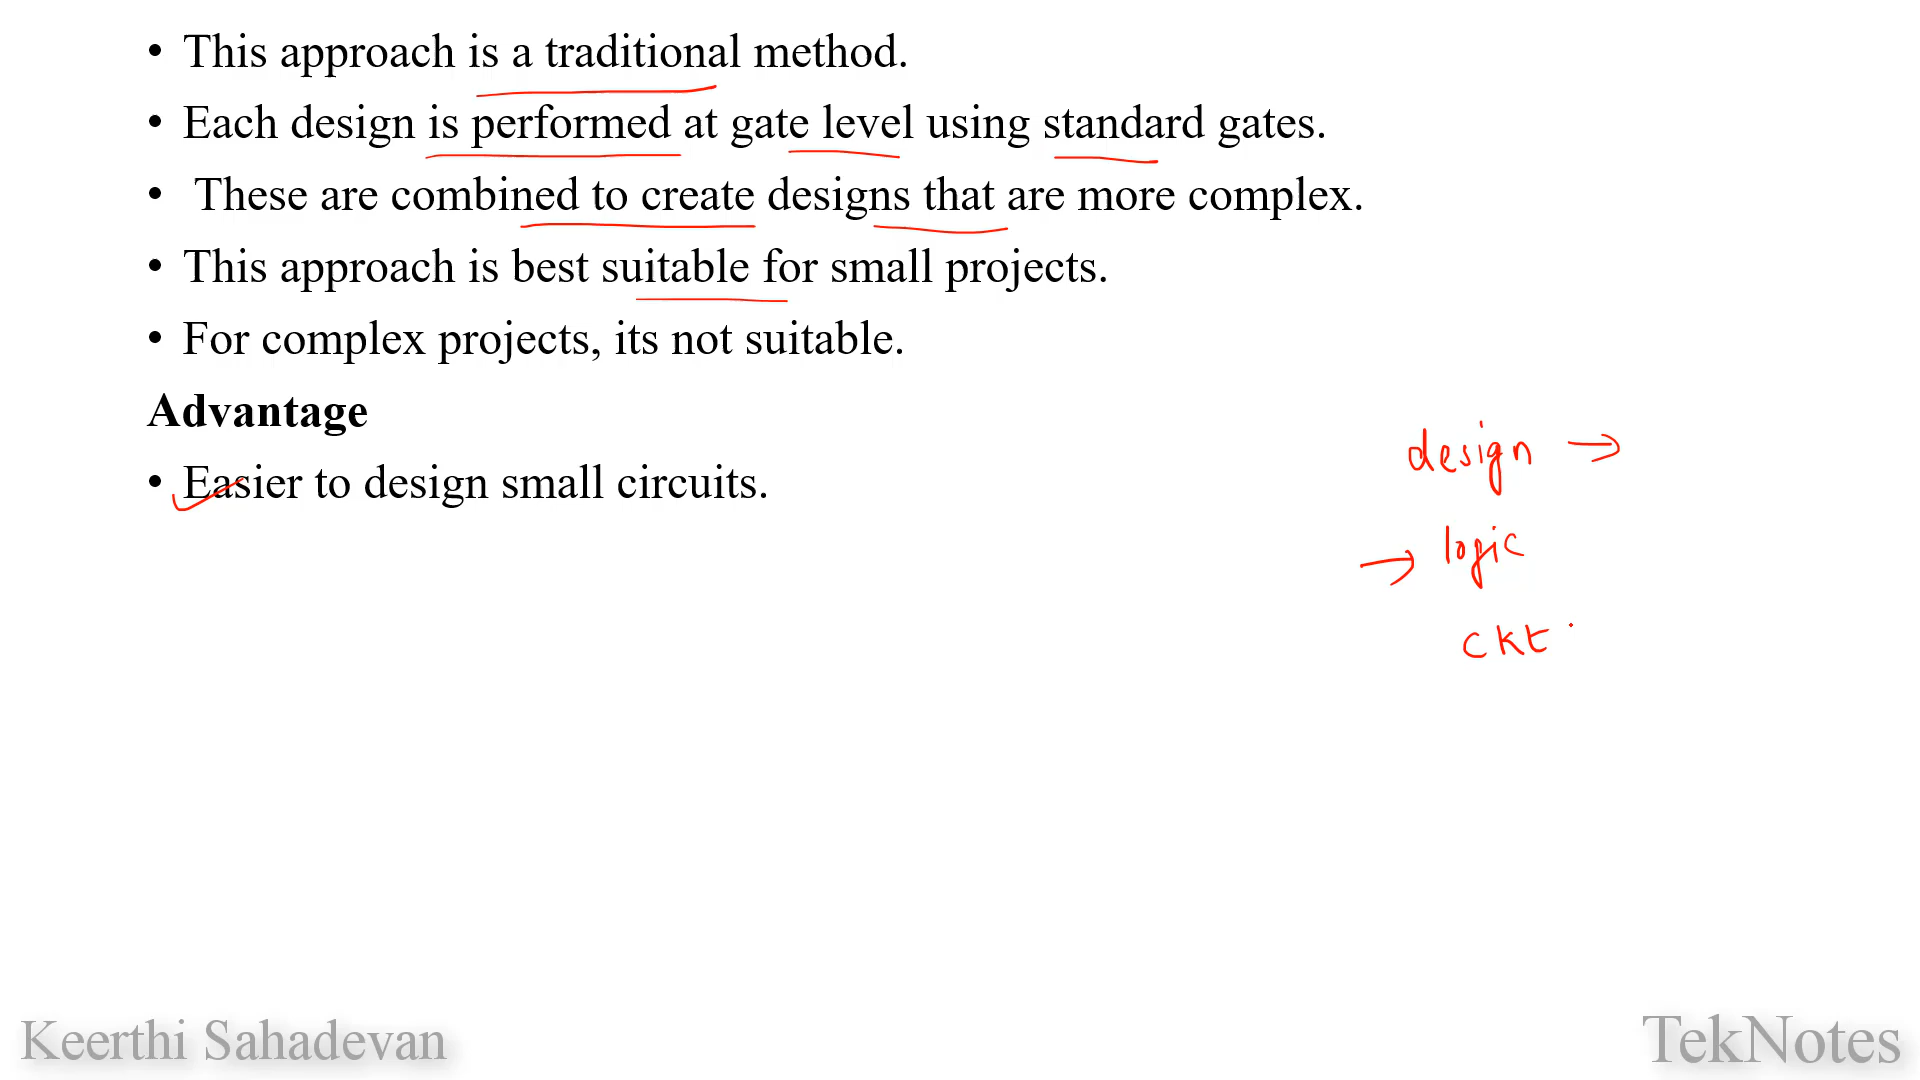 • This approach is a traditional method.
• Each design is performed at gate level using standard gates.
• These are combined to create designs that are more complex.
• This approach is best suitable for small projects.
• For complex projects, its not suitable.
Advantage
• Easier to design small circuits.
design →
→ logic
ckt
Keerthi Sahadevan
TekNotes